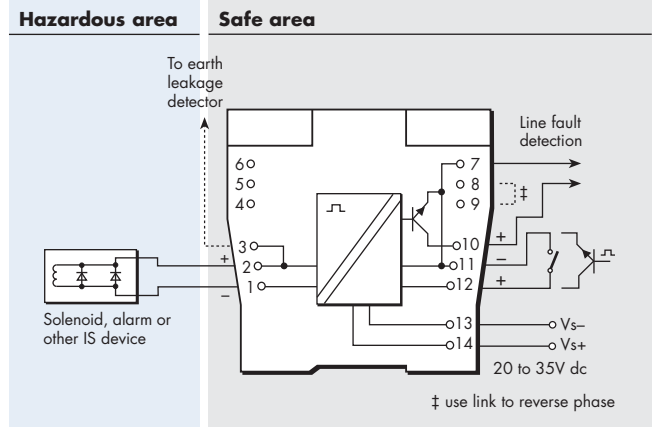 Hazardous area
Safe area
To earth
leakage
detector
Line fault
detection
6
5
4
3
2
1
+
–
7
8
9
10
11
12
13
14
‡
+
–
+
Vs–
Vs+
20 to 35V dc
Solenoid, alarm or
other IS device
‡ use link to reverse phase